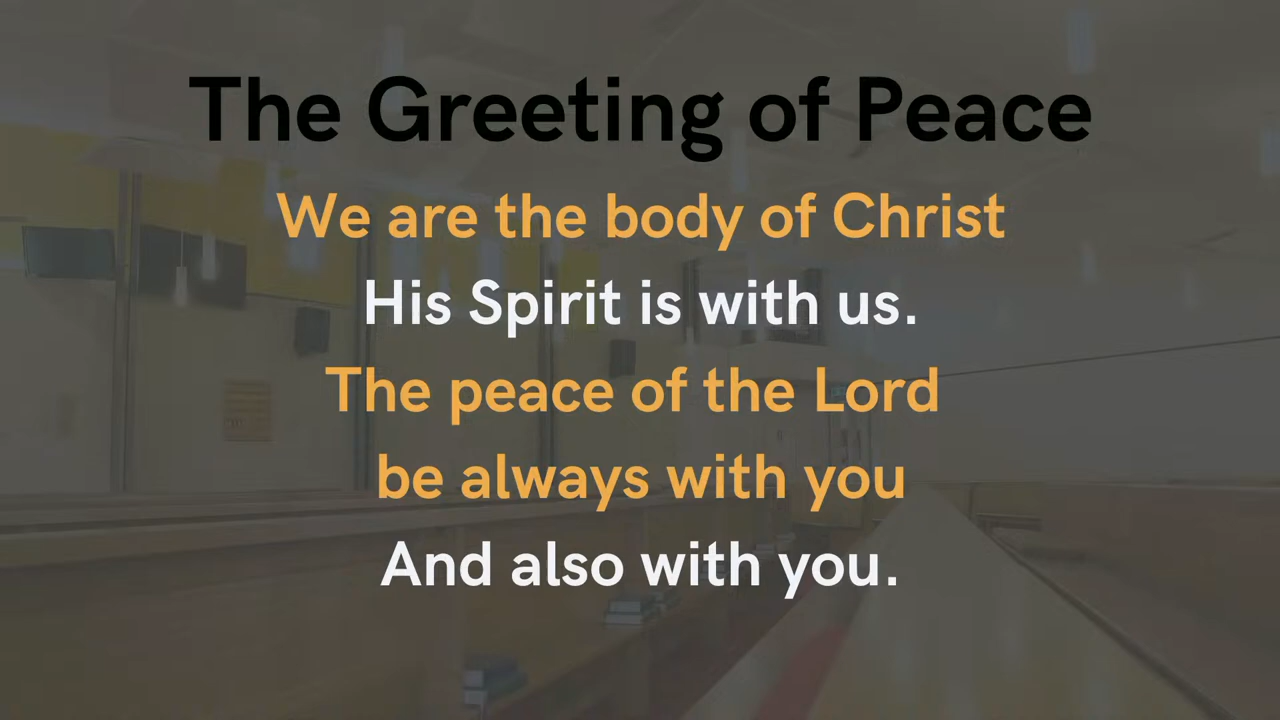 The Greeting of Peace
We are the body of Christ
His Spirit is with us.
The peace of the Lord
be always with you
And also with you.